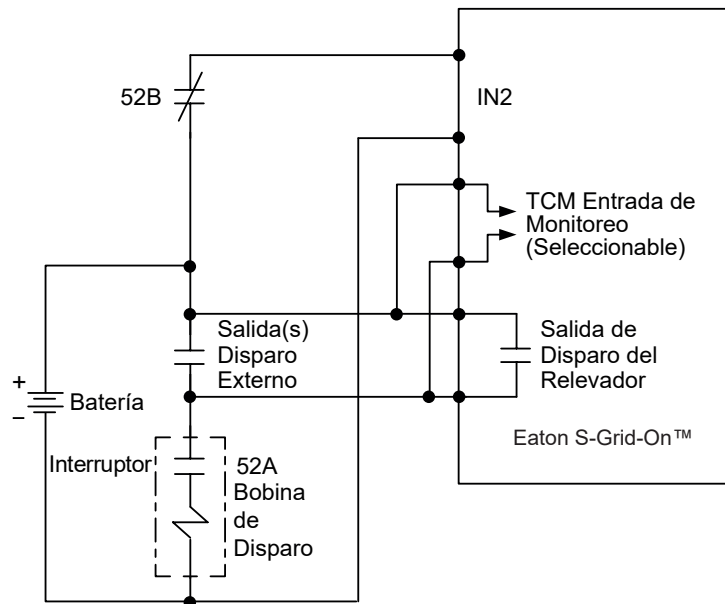 52B
IN2
TCM Entrada de
Monitoreo
(Seleccionable)
Salida(s)
Disparo
Externo
Salida de
Disparo del
Relevador
+
−
Batería
Eaton S-Grid-On™
Interruptor
52A
Bobina
de
Disparo